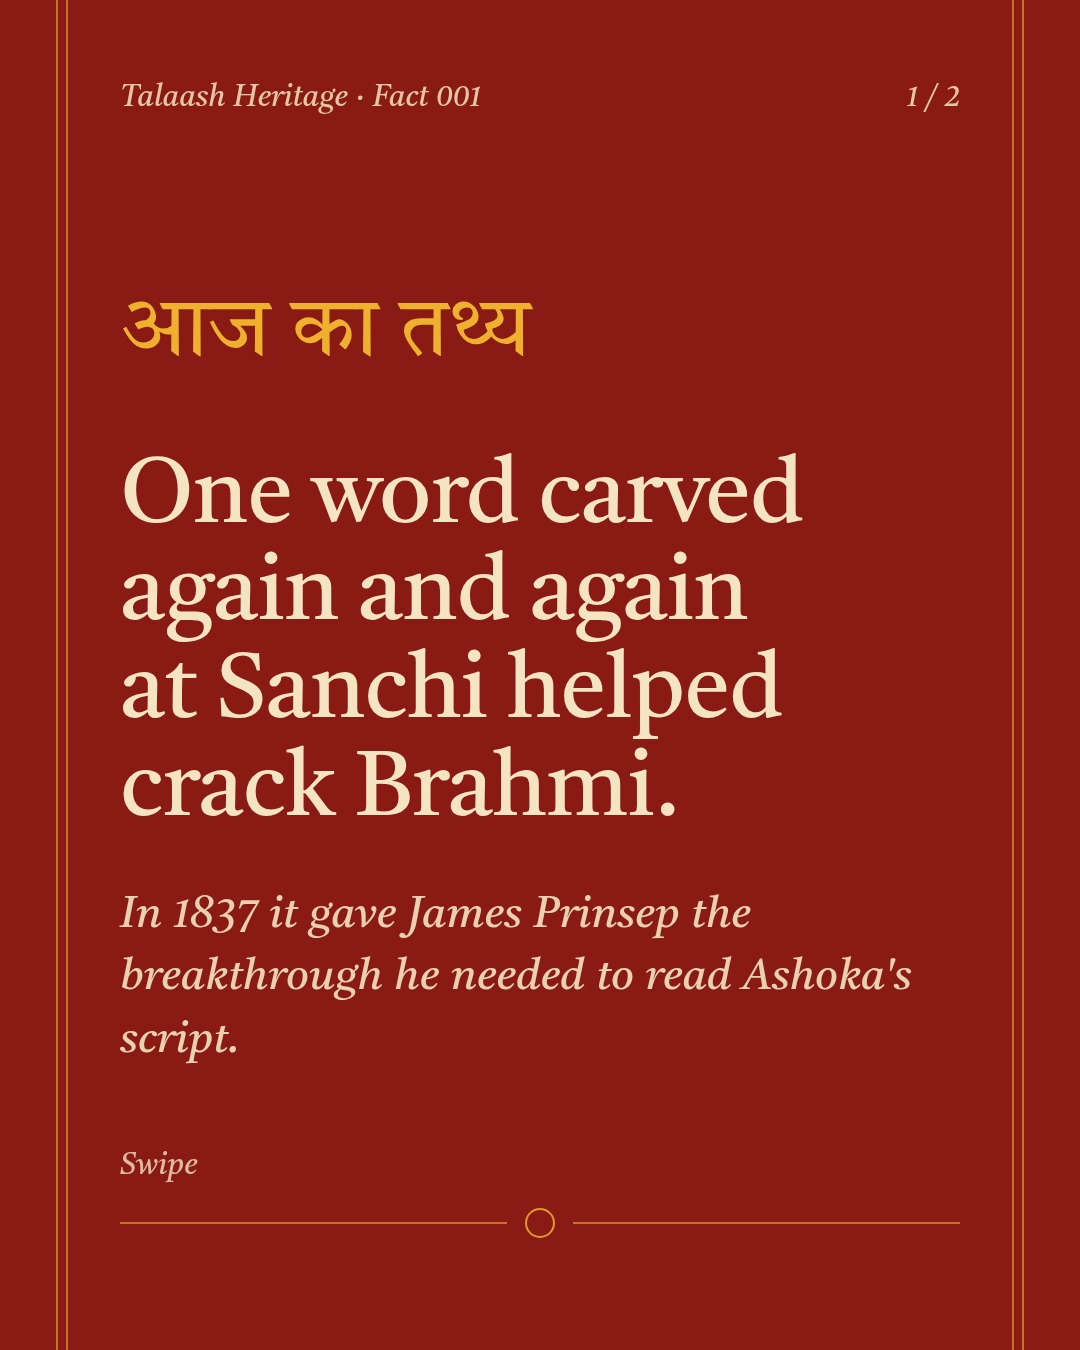 Talaash Heritage · Fact 001
1 / 2
आज का तथ्य
One word carved
again and again
at Sanchi helped
crack Brahmi.
In 1837 it gave James Prinsep the
breakthrough he needed to read Ashoka's
script.
Swipe